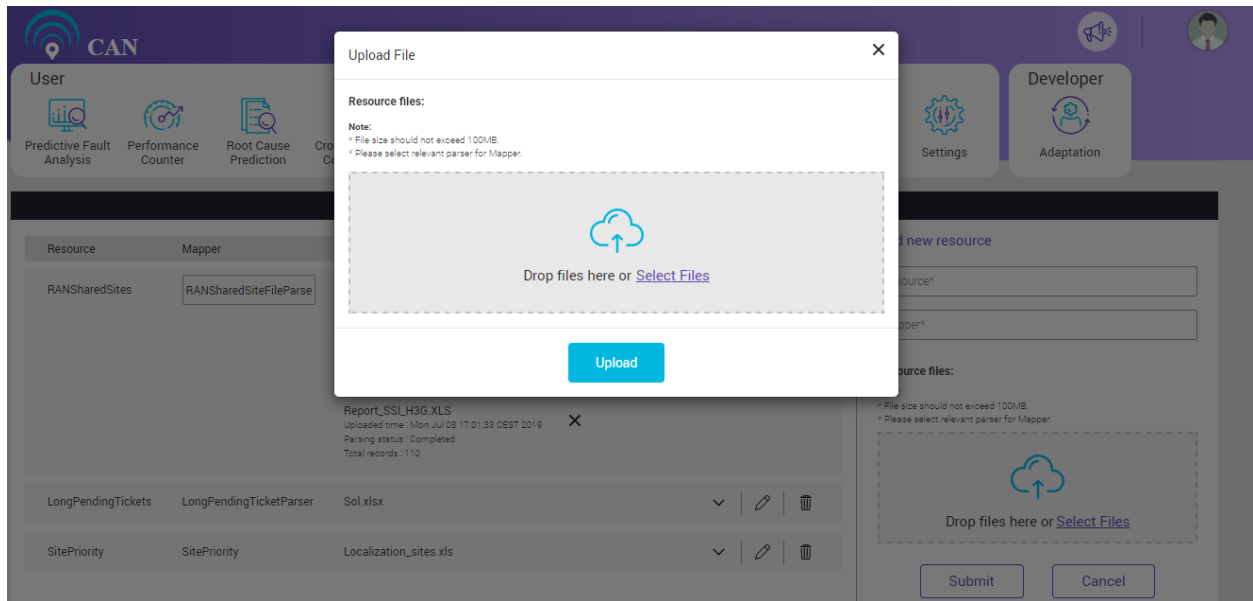 CAN
User
Predictive Fault
Analysis
Performance
Counter
Root Cause
Prediction
Cro
Co
Settings
Developer
Adaptation
Upload File
Resource files:
Note:
* File size should not exceed 100MB.
* Please select relevant parser for Mapper.
Drop files here or Select Files
Upload
Resource Mapper
RANSharedSites RANSharedSiteFileParse
Report_SSI_H3G.XLS
Uploaded time : Mon Jul 08 17:01:33 CEST 2019
Parsing status : Completed
Total records : 110
LongPendingTickets LongPendingTicketParser Sol.xlsx
SitePriority SitePriority Localization_sites.xls
d new resource
source*
pper*
ource files:
* File size should not exceed 100MB.
* Please select relevant parser for Mapper.
Drop files here or Select Files
Submit Cancel